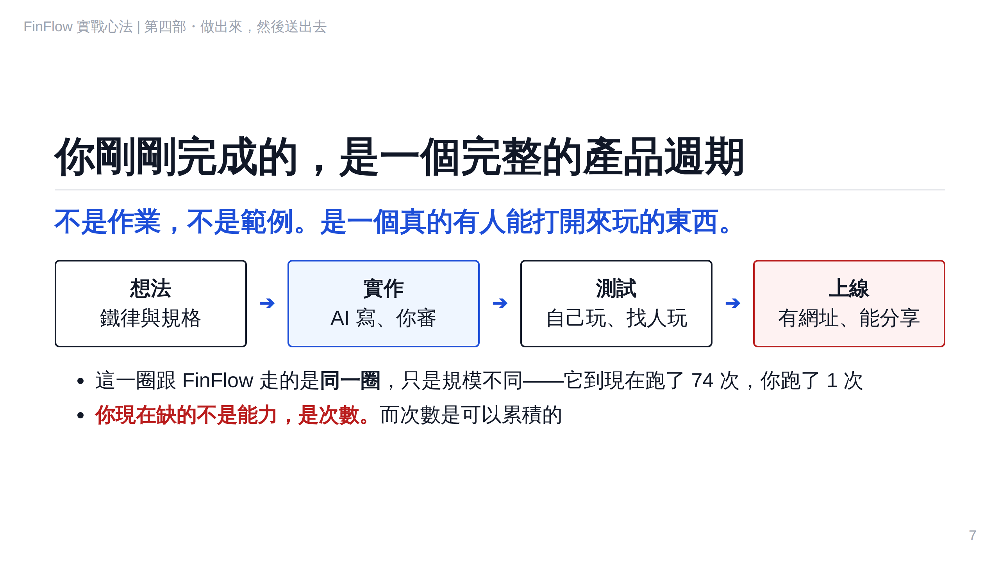 FinFlow 實戰心法 | 第四部・做出來，然後送出去
你剛剛完成的，是一個完整的產品週期
不是作業，不是範例。是一個真的有人能打開來玩的東西。
想法
鐵律與規格
➔
實作
AI 寫、你審
➔
測試
自己玩、找人玩
➔
上線
有網址、能分享
• 這一圈跟 FinFlow 走的是同一圈，只是規模不同——它到現在跑了 74 次，你跑了 1 次
• 你現在缺的不是能力，是次數。而次數是可以累積的
7